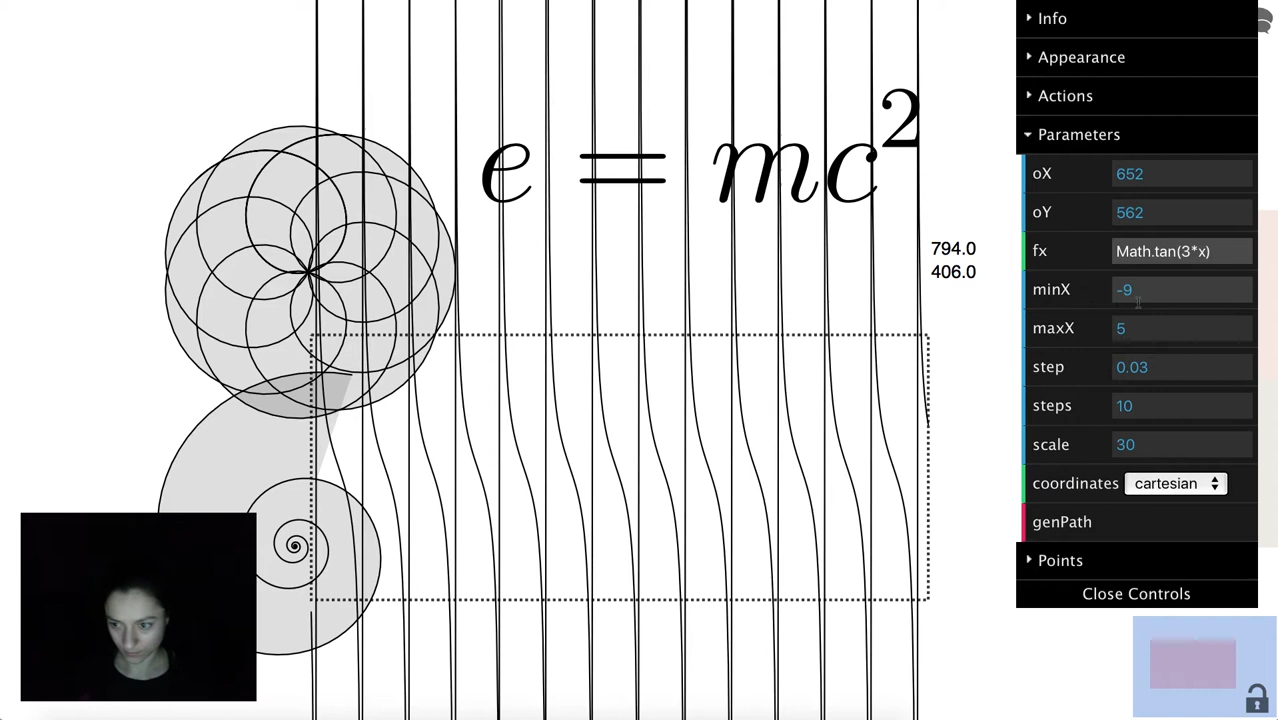 Info
Appearance
Actions
Parameters
oX 652
oY 562
fx Math.tan(3*x)
minX -9
maxX 5
step 0.03
steps 10
scale 30
coordinates cartesian
genPath
Points
Close Controls
e = mc²
794.0
406.0